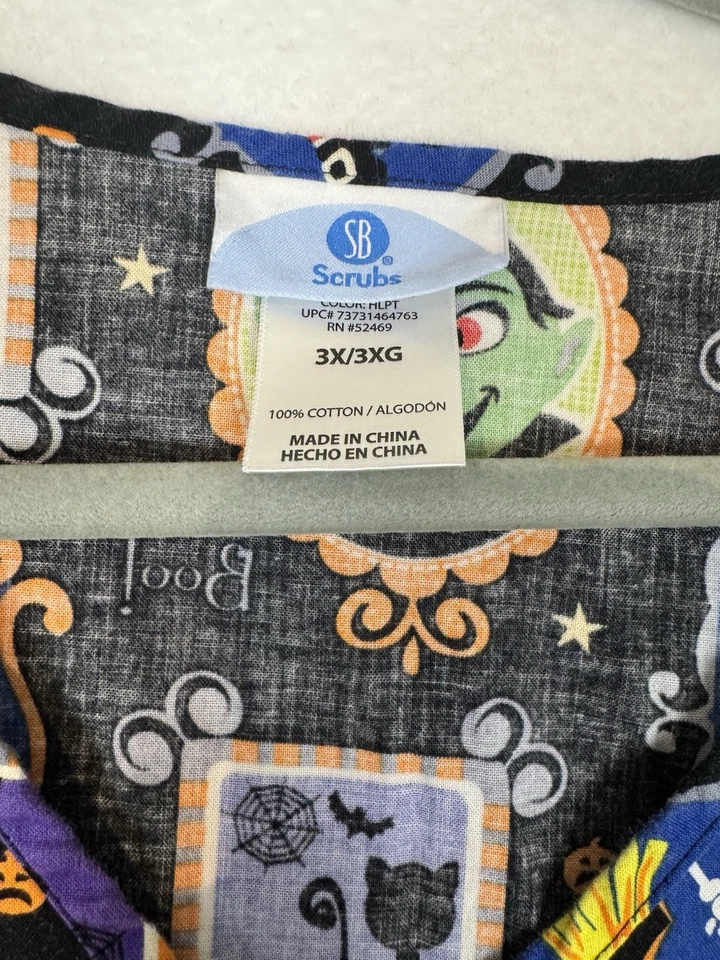 SB®
Scrubs
COLOR: HLPT
UPC# 73731464763
RN #52469
3X/3XG
100% COTTON / ALGODÓN
MADE IN CHINA
HECHO EN CHINA
Boo!